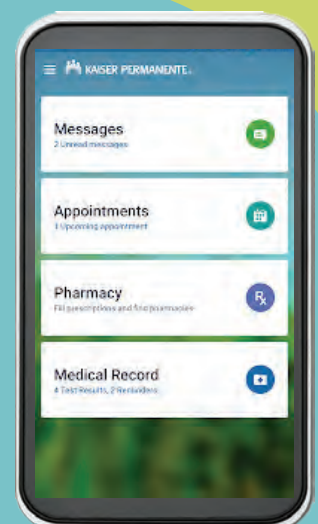 KAISER PERMANENTE.
Messages
2 Unread messages
Appointments
1 Upcoming appointment
Pharmacy
Fill prescriptions and find pharmacies
Rx
Medical Record
4 Test Results, 2 Reminders